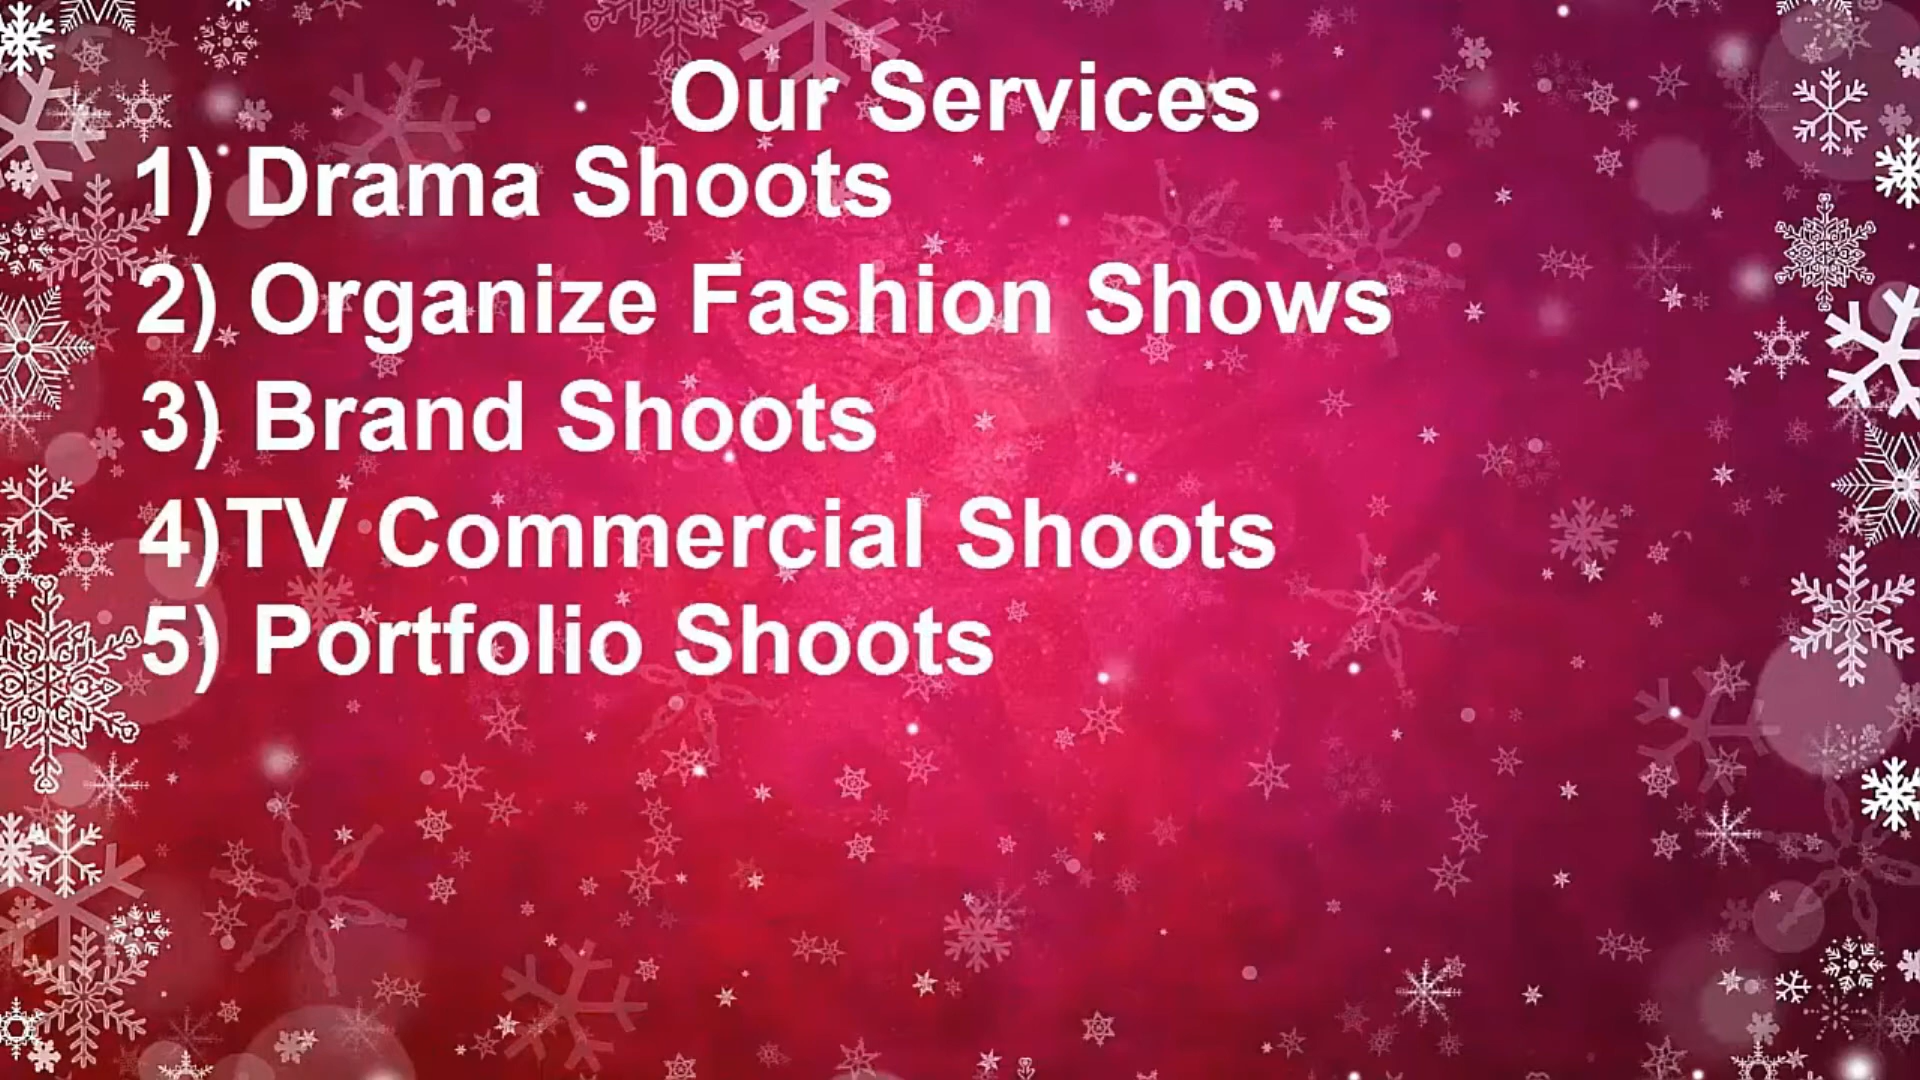 Our Services
1) Drama Shoots
2) Organize Fashion Shows
3) Brand Shoots
4)TV Commercial Shoots
5) Portfolio Shoots